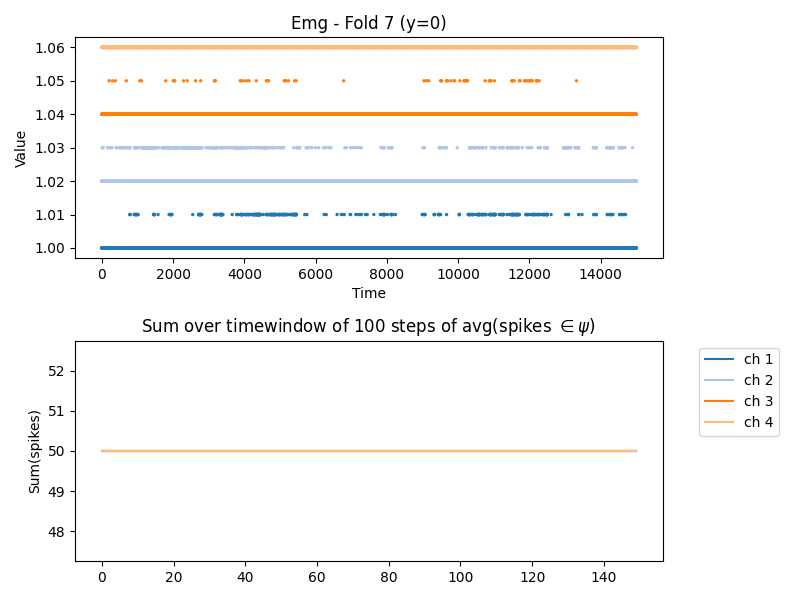 Emg - Fold 7 (y=0)
Value
1.06
1.05
1.04
1.03
1.02
1.01
1.00
0 2000 4000 6000 8000 10000 12000 14000
Time
Sum over timewindow of 100 steps of avg(spikes ∈ ψ)
Sum(spikes)
52
51
50
49
48
0 20 40 60 80 100 120 140
ch 1
ch 2
ch 3
ch 4